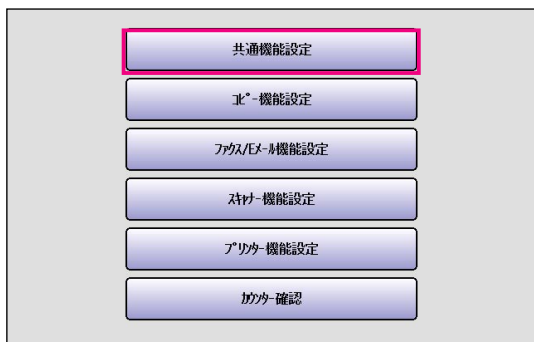 共通機能設定
ｺﾋﾟｰ機能設定
ﾌｧｸｽ/Eﾒｰﾙ機能設定
ｽｷｬﾅｰ機能設定
ﾌﾟﾘﾝﾀｰ機能設定
ｶｳﾝﾀｰ確認